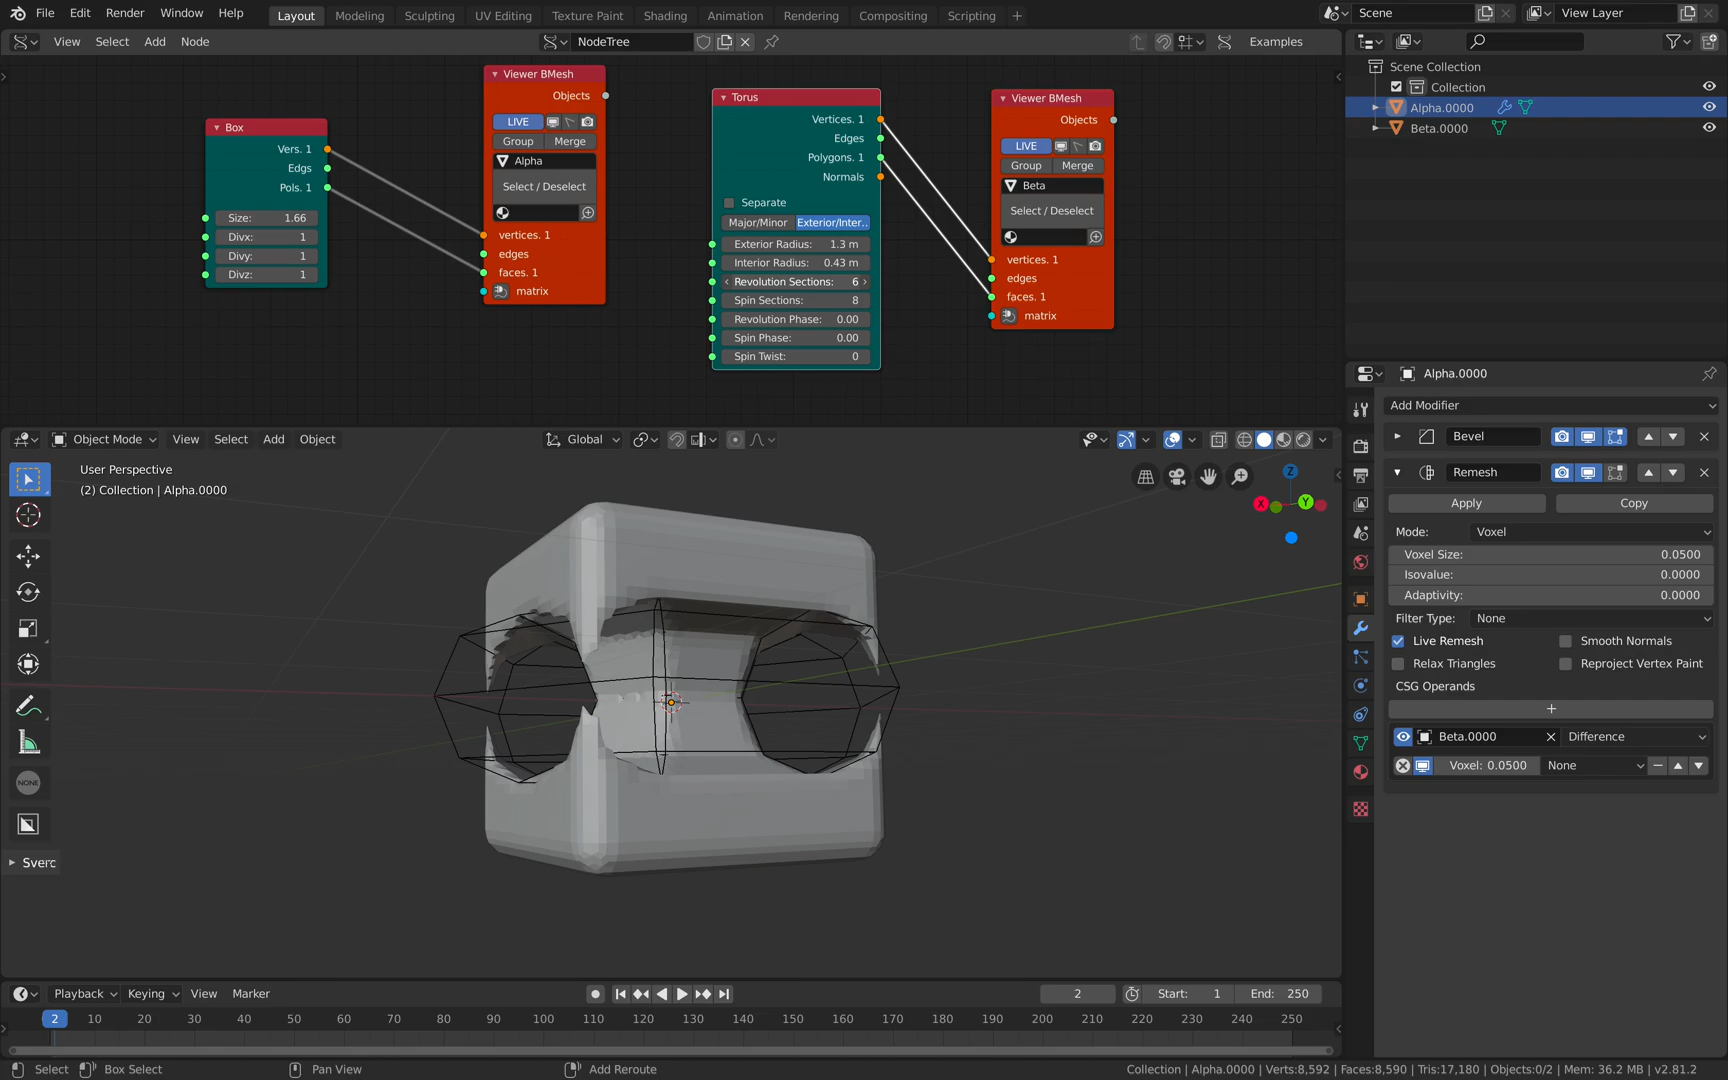 File Edit Render Window Help Layout Modeling Sculpting UV Editing Texture Paint Shading Animation Rendering Compositing Scripting + Scene View Layer
View Select Add Node NodeTree Examples
Scene Collection
Collection
Alpha.0000
Beta.0000
Box
Vers. 1
Edgs
Pols. 1
Size: 1.66
Divx: 1
Divy: 1
Divz: 1
Viewer BMesh
Objects
LIVE
Group Merge
Alpha
Select / Deselect
vertices. 1
edges
faces. 1
matrix
Torus
Vertices. 1
Edges
Polygons. 1
Normals
Separate
Major/Minor Exterior/Inter..
Exterior Radius: 1.3 m
Interior Radius: 0.43 m
Revolution Sections: 6
Spin Sections: 8
Revolution Phase: 0.00
Spin Phase: 0.00
Spin Twist: 0
Viewer BMesh
Objects
LIVE
Group Merge
Beta
Select / Deselect
vertices. 1
edges
faces. 1
matrix
Object Mode View Select Add Object Global
User Perspective
(2) Collection | Alpha.0000
Z
X Y
NONE
Sverc
Alpha.0000
Add Modifier
Bevel
Remesh
Apply Copy
Mode: Voxel
Voxel Size: 0.0500
Isovalue: 0.0000
Adaptivity: 0.0000
Filter Type: None
Live Remesh Smooth Normals
Relax Triangles Reproject Vertex Paint
CSG Operands
+
Beta.0000 Difference
Voxel: 0.0500 None
Playback Keying View Marker 2 Start: 1 End: 250
2 10 20 30 40 50 60 70 80 90 100 110 120 130 140 150 160 170 180 190 200 210 220 230 240 250
Select Box Select Pan View Add Reroute Collection | Alpha.0000 | Verts:8,592 | Faces:8,590 | Tris:17,180 | Objects:0/2 | Mem: 36.2 MB | v2.81.2